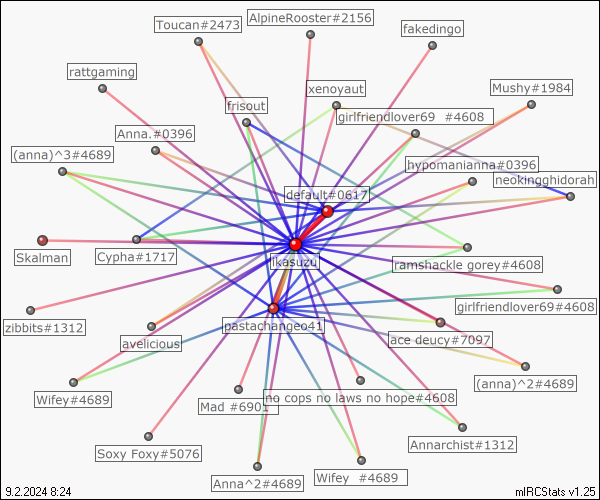 AlpineRooster#2156
Toucan#2473
fakedingo
rattgaming
xenoyaut
Mushy#1984
frisout
girlfriendlover69 #4608
Anna.#0396
(anna)^3#4689
hypomanianna#0396
neokingghidorah
default#0617
Skalman
Cypha#1717
ikasuzu
ramshackle gorey#4608
girlfriendlover69#4608
zibbits#1312
pastachangeo41
avelicious
ace deucy#7097
(anna)^2#4689
Wifey#4689
Mad #6901
no cops no laws no hope#4608
Annarchist#1312
Soxy Foxy#5076
Anna^2#4689
Wifey #4689
9.2.2024 8:24
mIRCStats v1.25